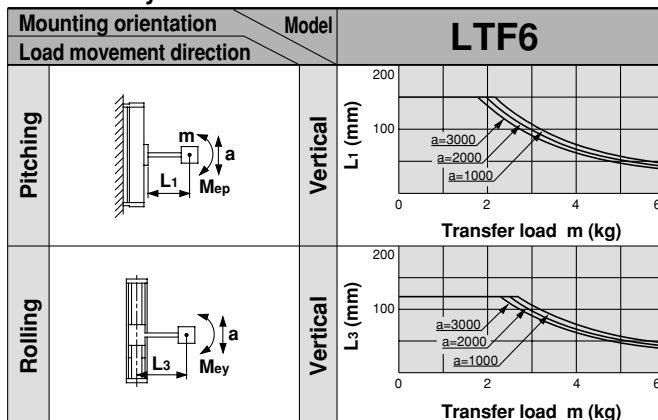 Mounting orientation
Model
Load movement direction
LTF6
Pitching
m
a
L1
Mep
Vertical
L1 (mm)
200
100
a=3000
a=2000
a=1000
0 2 4 6
Transfer load m (kg)
Rolling
a
L3
Mey
Vertical
L3 (mm)
200
100
a=3000
a=2000
a=1000
0 2 4 6
Transfer load m (kg)